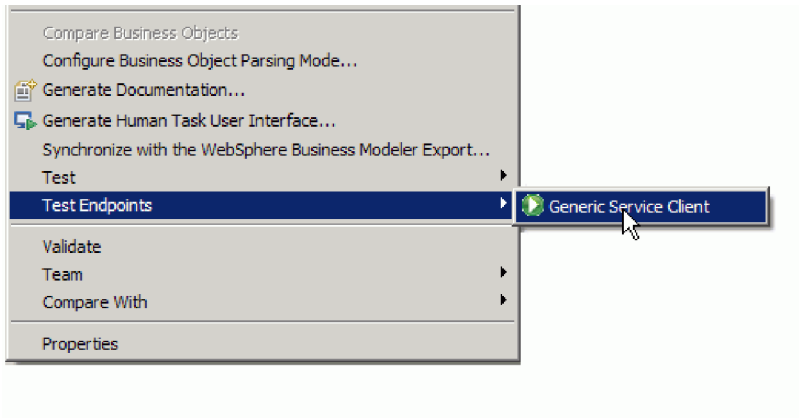 Compare Business Objects
Configure Business Object Parsing Mode...
Generate Documentation...
Generate Human Task User Interface...
Synchronize with the WebSphere Business Modeler Export...
Test
Test Endpoints
Generic Service Client
Validate
Team
Compare With
Properties